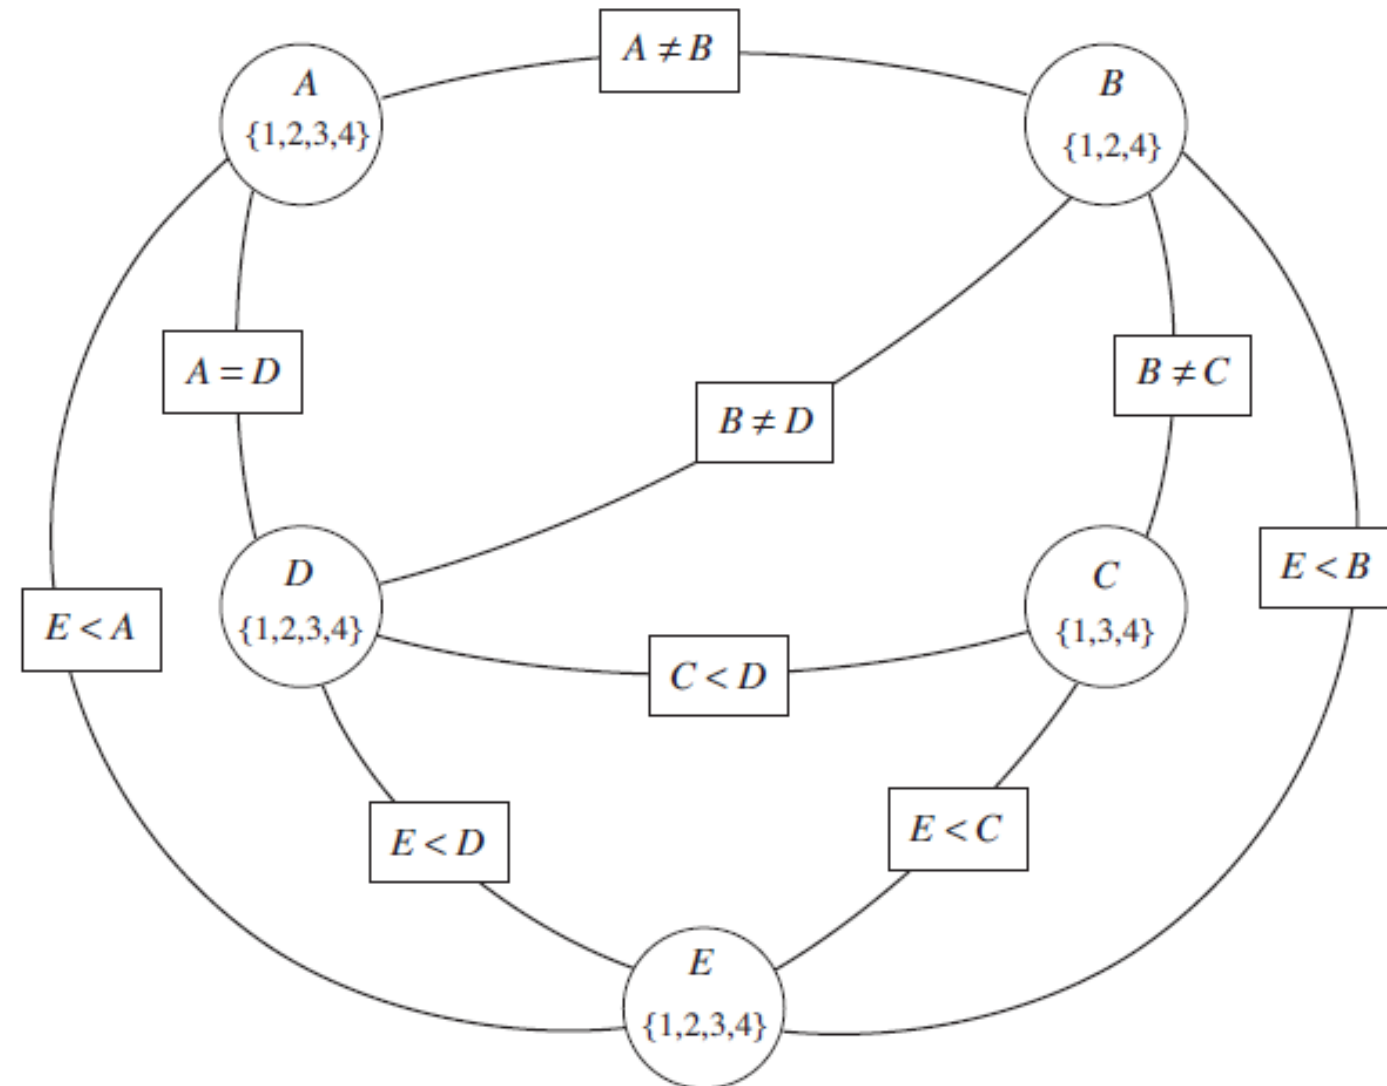 A ≠ B
A
{1,2,3,4}
B
{1,2,4}
A = D
B ≠ C
B ≠ D
E < B
D
{1,2,3,4}
C
{1,3,4}
E < A
C < D
E < D
E < C
E
{1,2,3,4}